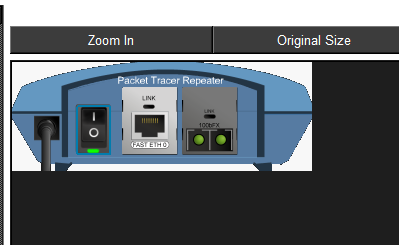 Zoom In
Original Size
Packet Tracer Repeater
LINK
LINK
100bFX
FAST ETH 0